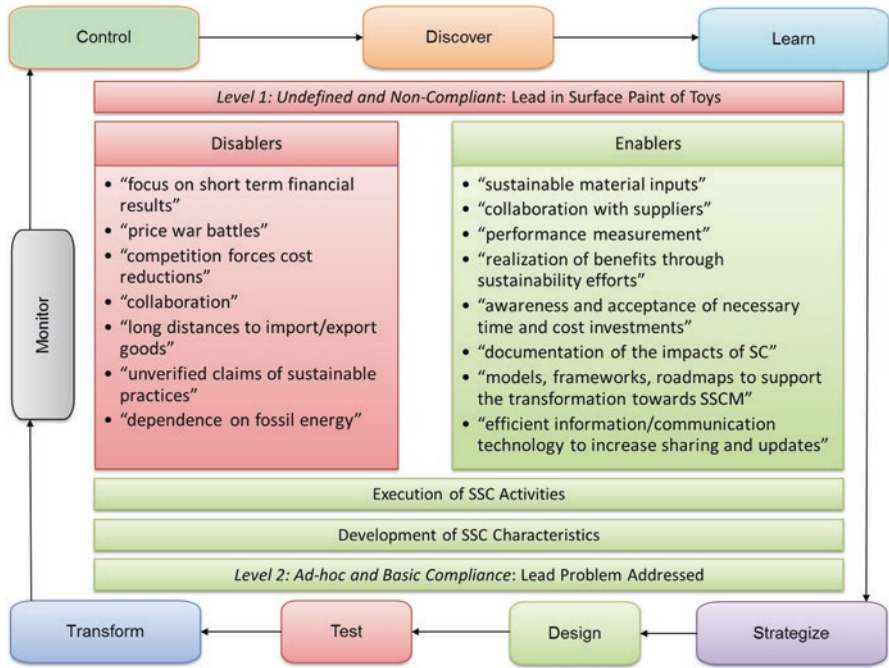 Control
Discover
Learn
Level 1: Undefined and Non-Compliant: Lead in Surface Paint of Toys
Disablers
• “focus on short term financial
results”
• “price war battles”
• “competition forces cost
reductions”
• “collaboration”
• “long distances to import/export
goods”
• “unverified claims of sustainable
practices”
• “dependence on fossil energy”
Enablers
• “sustainable material inputs”
• “collaboration with suppliers”
• “performance measurement”
• “realization of benefits through
sustainability efforts”
• “awareness and acceptance of necessary
time and cost investments”
• “documentation of the impacts of SC”
• “models, frameworks, roadmaps to support
the transformation towards SSCM”
• “efficient information/communication
technology to increase sharing and updates”
Monitor
Execution of SSC Activities
Development of SSC Characteristics
Level 2: Ad-hoc and Basic Compliance: Lead Problem Addressed
Transform
Test
Design
Strategize